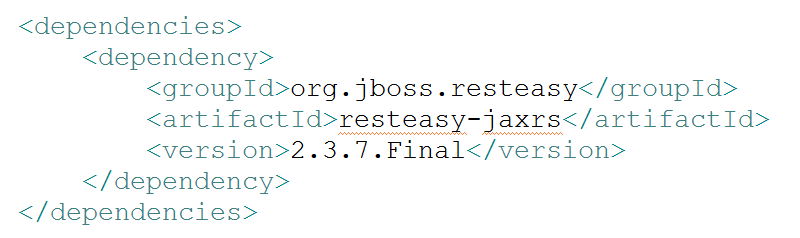 <dependencies>
<dependency>
<groupId>org.jboss.resteasy</groupId>
<artifactId>resteasy-jaxrs</artifactId>
<version>2.3.7.Final</version>
</dependency>
</dependencies>